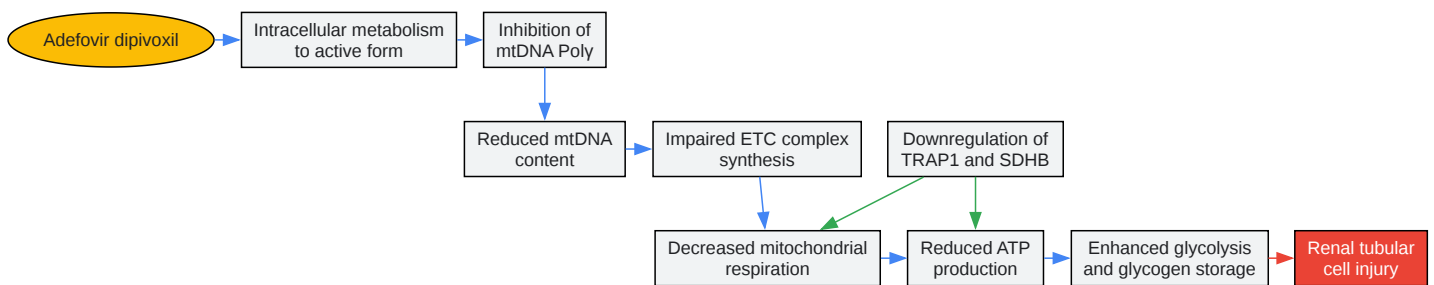 Adefovir dipivoxil
Intracellular metabolism
to active form
Inhibition of
mtDNA Polγ
Reduced mtDNA
content
Impaired ETC complex
synthesis
Downregulation of
TRAP1 and SDHB
Decreased mitochondrial
respiration
Reduced ATP
production
Enhanced glycolysis
and glycogen storage
Renal tubular
cell injury